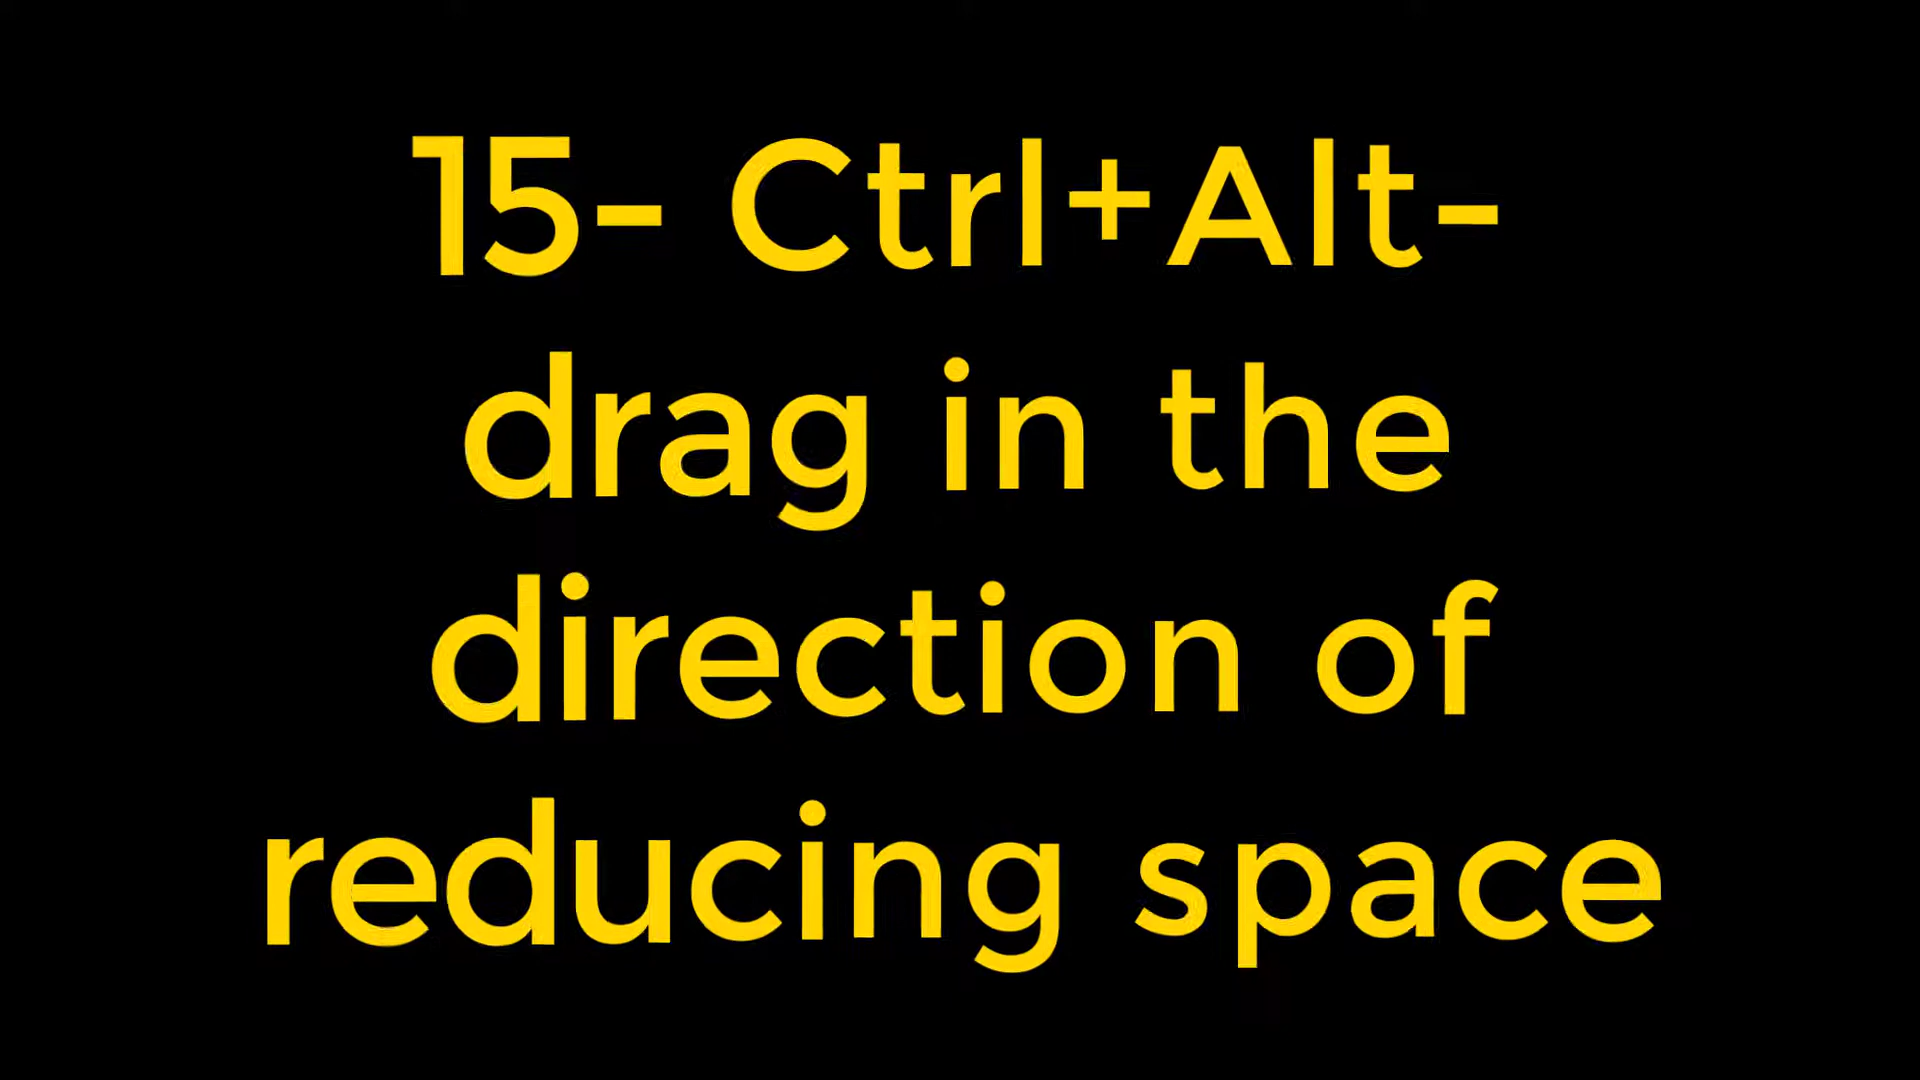 15- Ctrl+Alt-
drag in the
direction of
reducing space